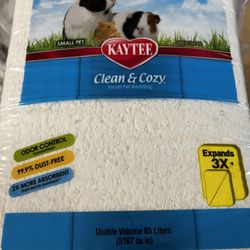 SMALL PET
KAYTEE
Clean & Cozy
Small Pet Bedding
ODOR CONTROL
99.9% DUST-FREE
2X MORE ABSORBENT
Expands
3X
Usable Volume 85 Liters
(5187 cu in)